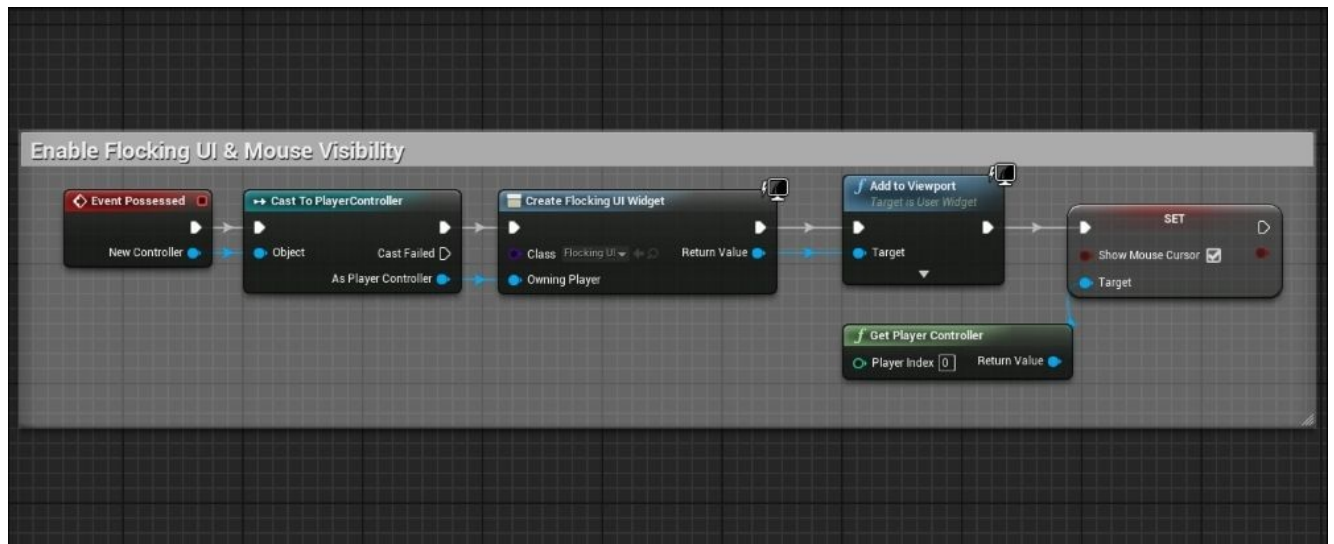 Enable Flocking UI & Mouse Visibility
Event Possessed
New Controller
Cast To PlayerController
Object
Cast Failed
As Player Controller
Create Flocking UI Widget
Class Flocking UI
Return Value
Owning Player
f Add to Viewport
Target is User Widget
Target
SET
Show Mouse Cursor
Target
f Get Player Controller
Player Index 0
Return Value